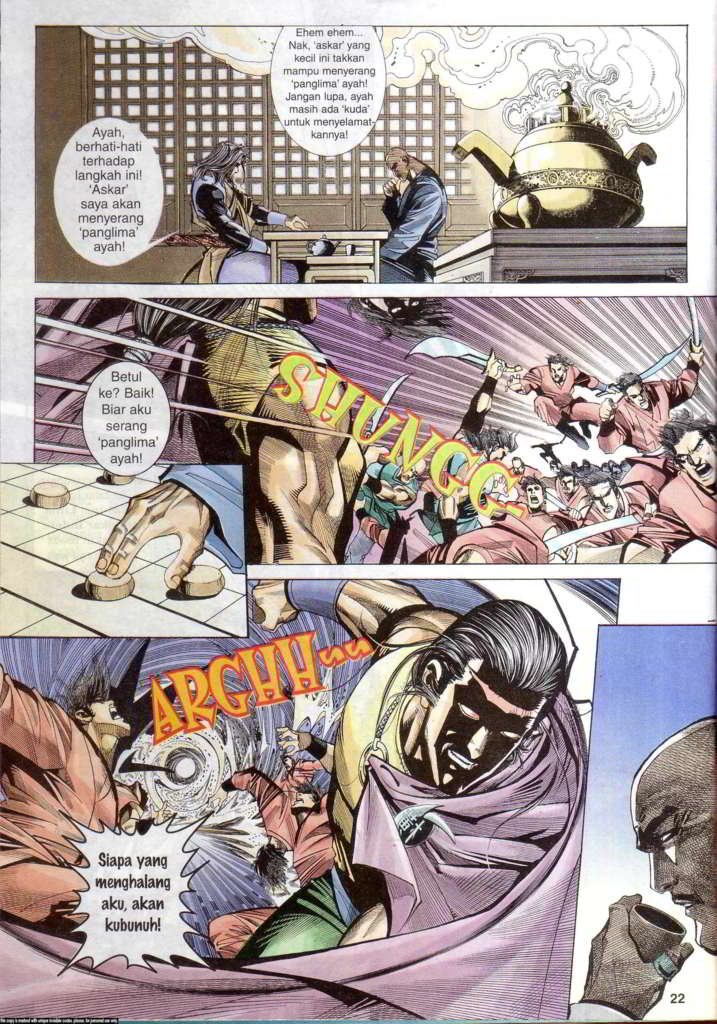 Ehem ehem...
Nak, 'askar' yang
kecil ini takkan
mampu menyerang
'panglima' ayah!
Jangan lupa, ayah
masih ada 'kuda'
untuk menyelamat-
kannya!
Ayah,
berhati-hati
terhadap
langkah ini!
'Askar'
saya akan
menyerang
'panglima'
ayah!
SHUNGG-
Betul
ke? Baik!
Biar aku
serang
'panglima'
ayah!
ARGHHuu
Siapa yang
menghalang
aku, akan
kubunuh!
22